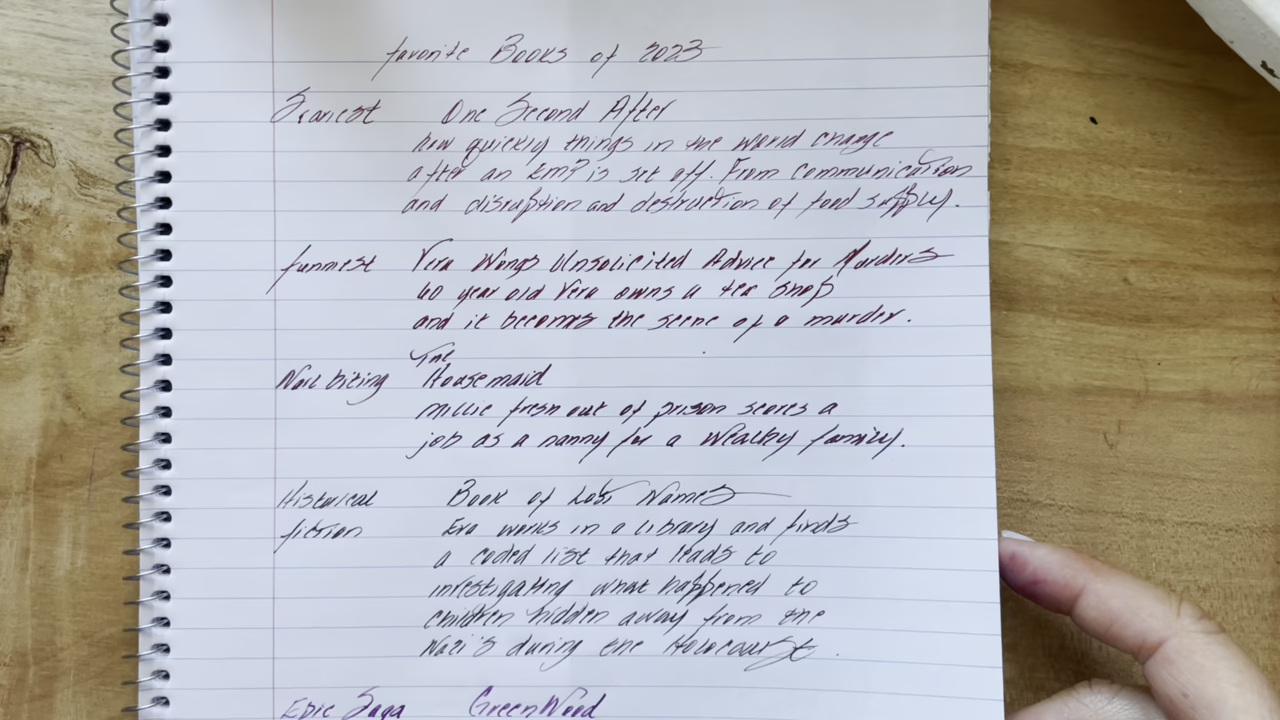 favorite Books of 2023
Scariest One Second After
how quickly things in the world change
after an EMP is set off. From communication
and disruption and destruction of food supply.
funniest Vera Wongs Unsolicited Advice for Murders
60 year old Vera owns a tea shop
and it becomes the scene of a murder.
The
Nail biting Housemaid
Millie fresh out of prison scores a
job as a nanny for a wealthy family.
Historical Book of Lost Names
fiction Eva works in a library and finds
a coded list that leads to
investigating what happened to
children hidden away from the
Nazi's during the Holocaust.
Epic Saga GreenWood